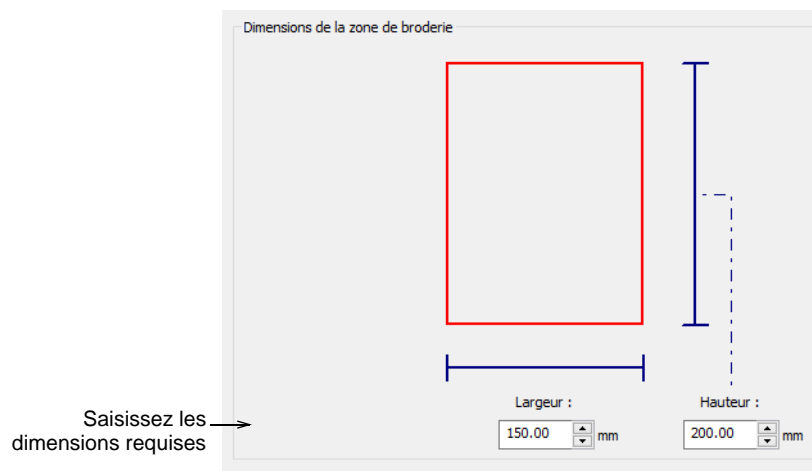 Dimensions de la zone de broderie
Largeur :
Hauteur :
Saisissez les
dimensions requises
150.00 mm
200.00 mm